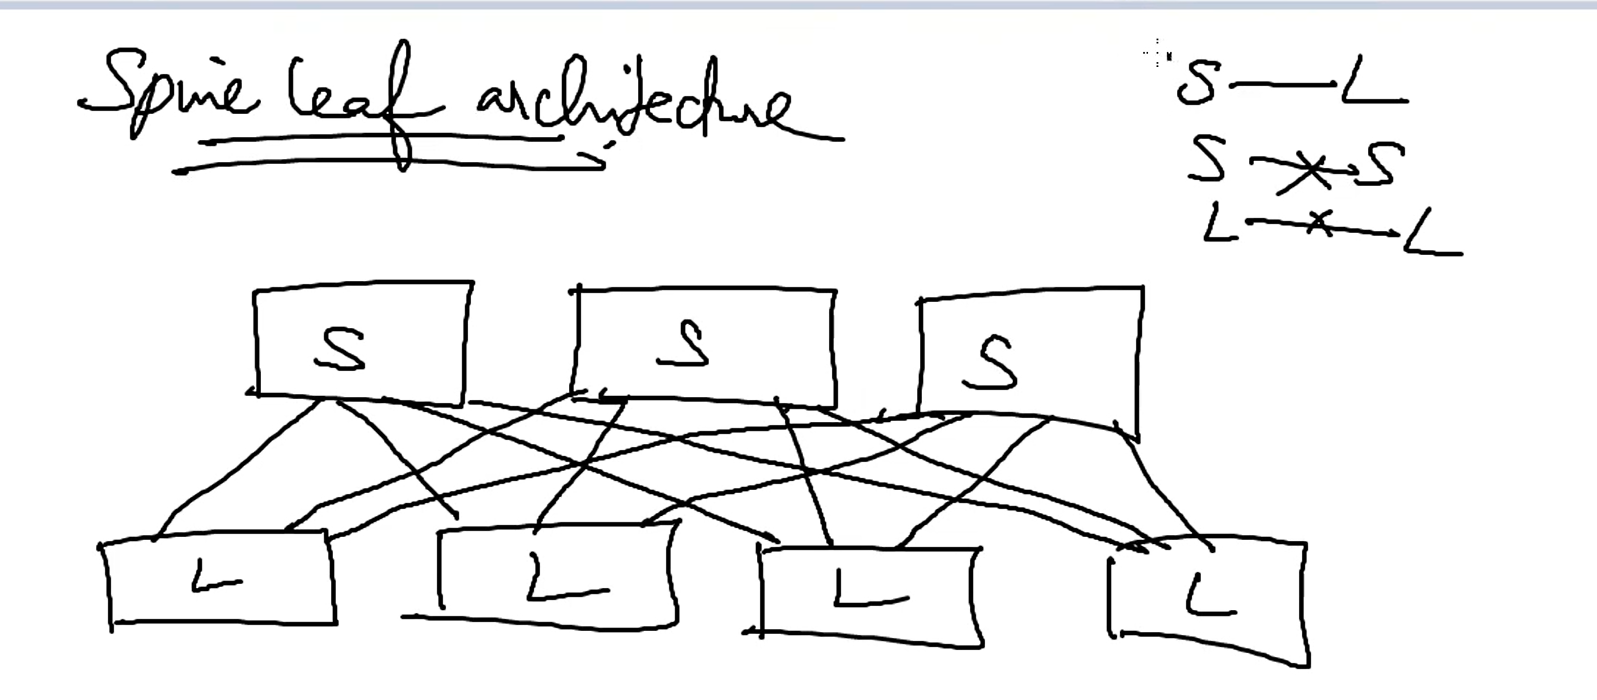 Spine leaf architecture
S — L
S S
L L
S S S
L L L L